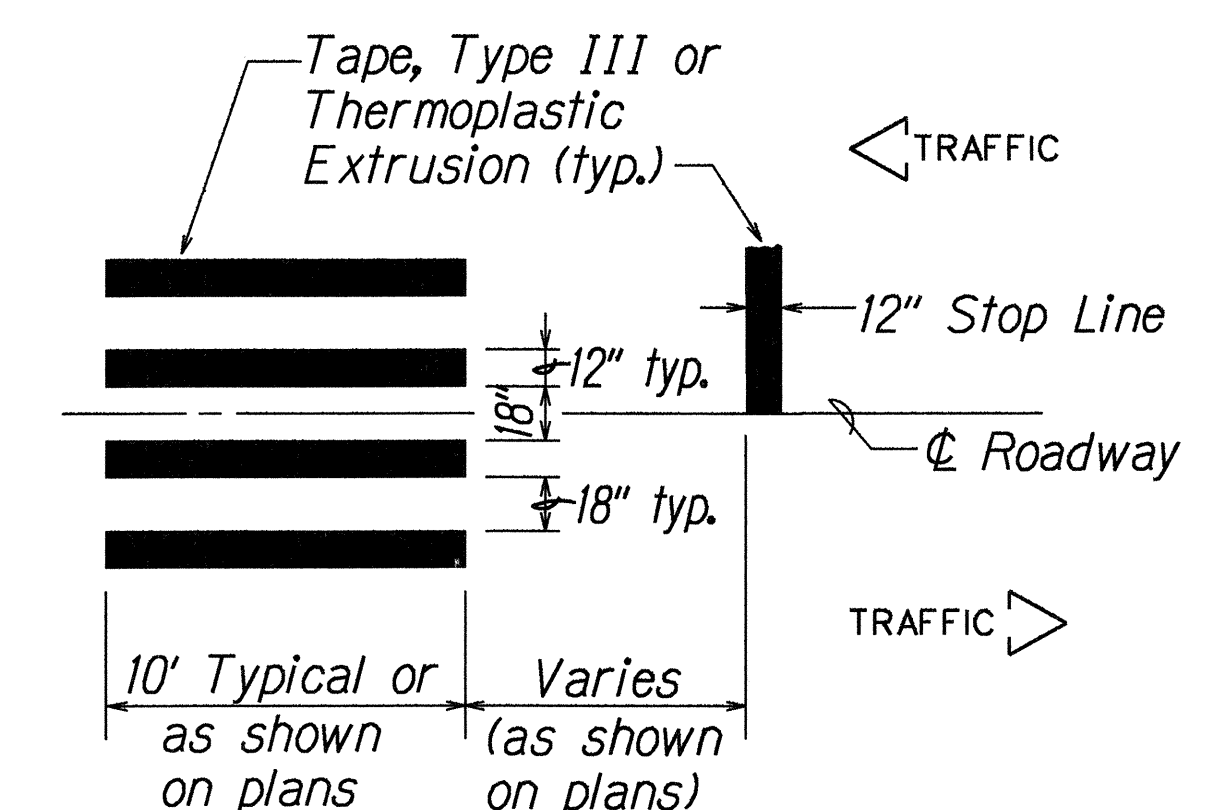 Tape, Type III or
Thermoplastic
Extrusion (typ.)
TRAFFIC
12" Stop Line
12" typ.
18"
℄ Roadway
18" typ.
TRAFFIC
10' Typical or
as shown
on plans
Varies
(as shown
on plans)